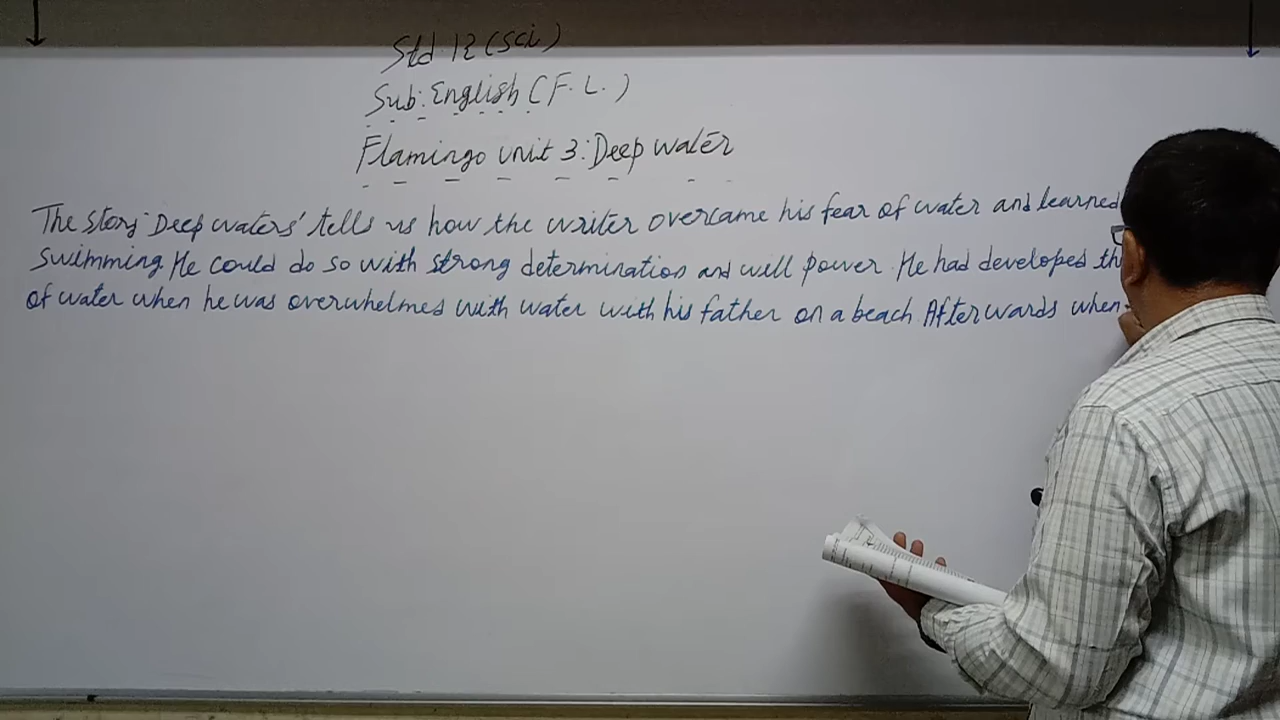 Std 12 (Sci)
Sub: English (F. L.)
Flamingo Unit 3: Deep water
The story 'Deep waters' tells us how the writer overcame his fear of water and learned
swimming. He could do so with strong determination and will power. He had developed th
of water when he was overwhelmes with water with his father on a beach. Afterwards when